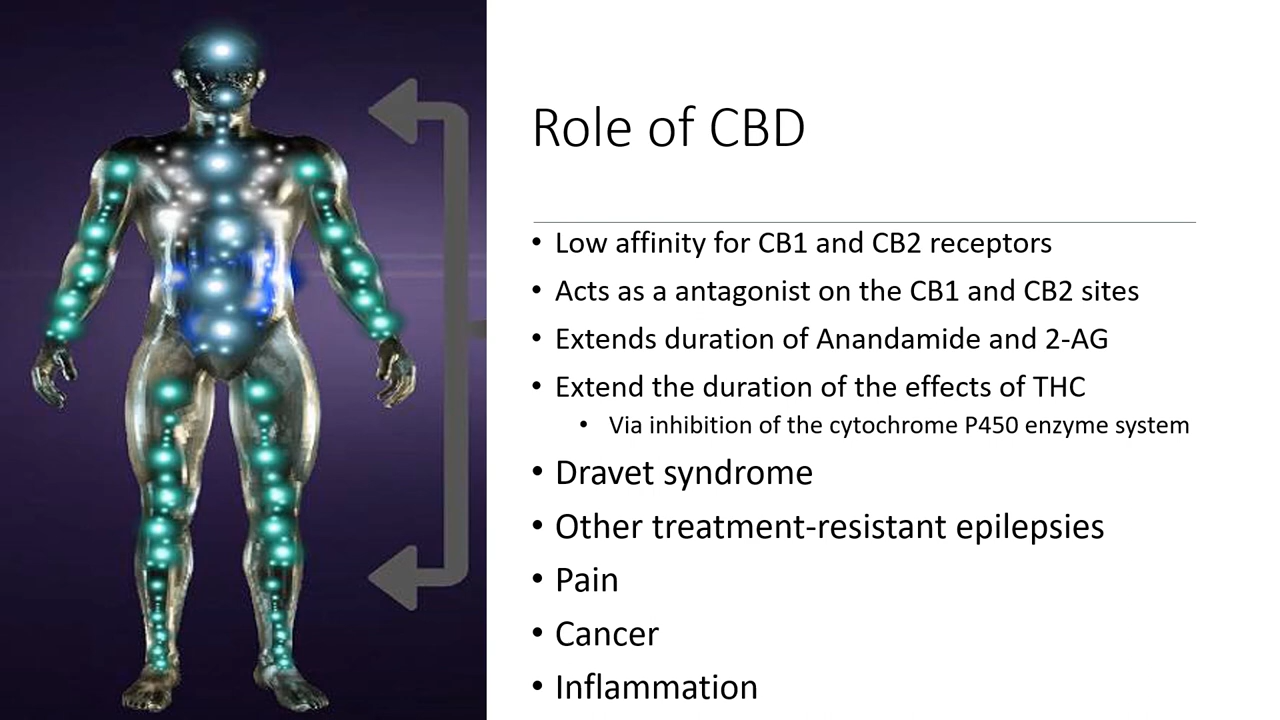 Role of CBD
• Low affinity for CB1 and CB2 receptors
• Acts as a antagonist on the CB1 and CB2 sites
• Extends duration of Anandamide and 2-AG
• Extend the duration of the effects of THC
• Via inhibition of the cytochrome P450 enzyme system
• Dravet syndrome
• Other treatment-resistant epilepsies
• Pain
• Cancer
• Inflammation